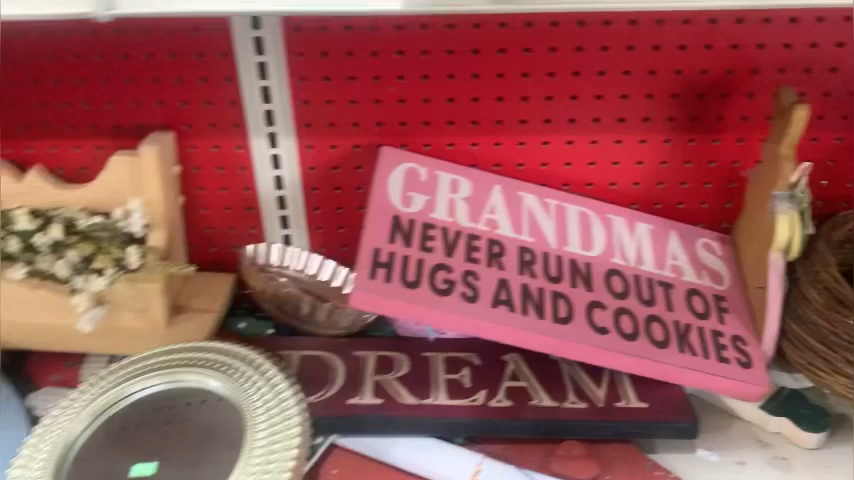 GRANDMAS
NEVER RUN OUT OF
HUGS AND COOKIES
DREAM